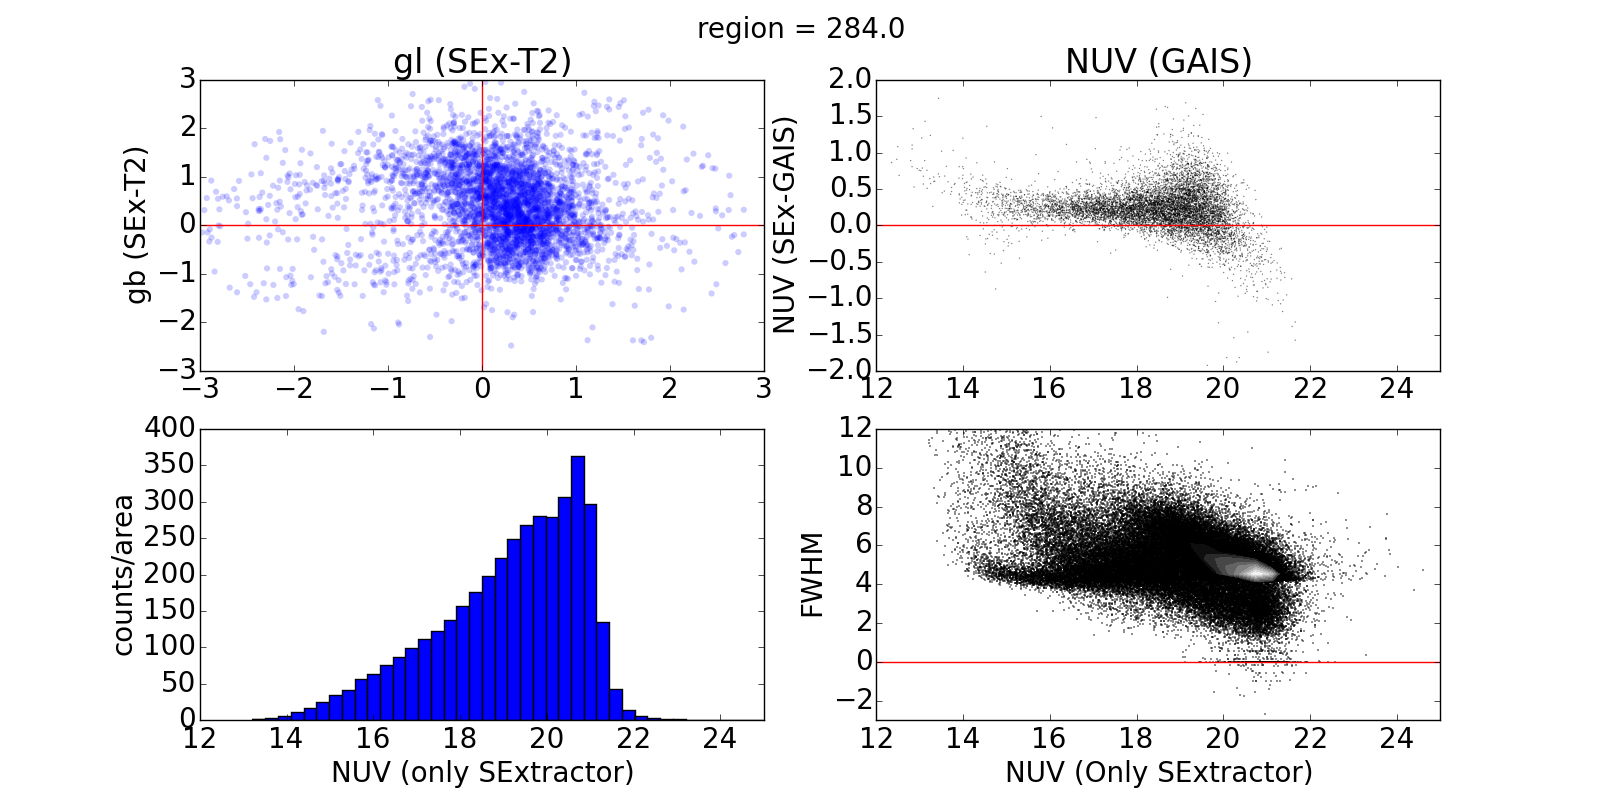 region = 284.0
gl (SEx-T2)
NUV (GAIS)
3
2
1
0
−1
−2
−3
gb (SEx-T2)
−3 −2 −1 0 1 2 3
2.0
1.5
1.0
0.5
0.0
−0.5
−1.0
−1.5
−2.0
NUV (SEx-GAIS)
12 14 16 18 20 22 24
400
350
300
250
200
150
100
50
0
counts/area
12 14 16 18 20 22 24
NUV (only SExtractor)
12
10
8
6
4
2
0
−2
FWHM
12 14 16 18 20 22 24
NUV (Only SExtractor)